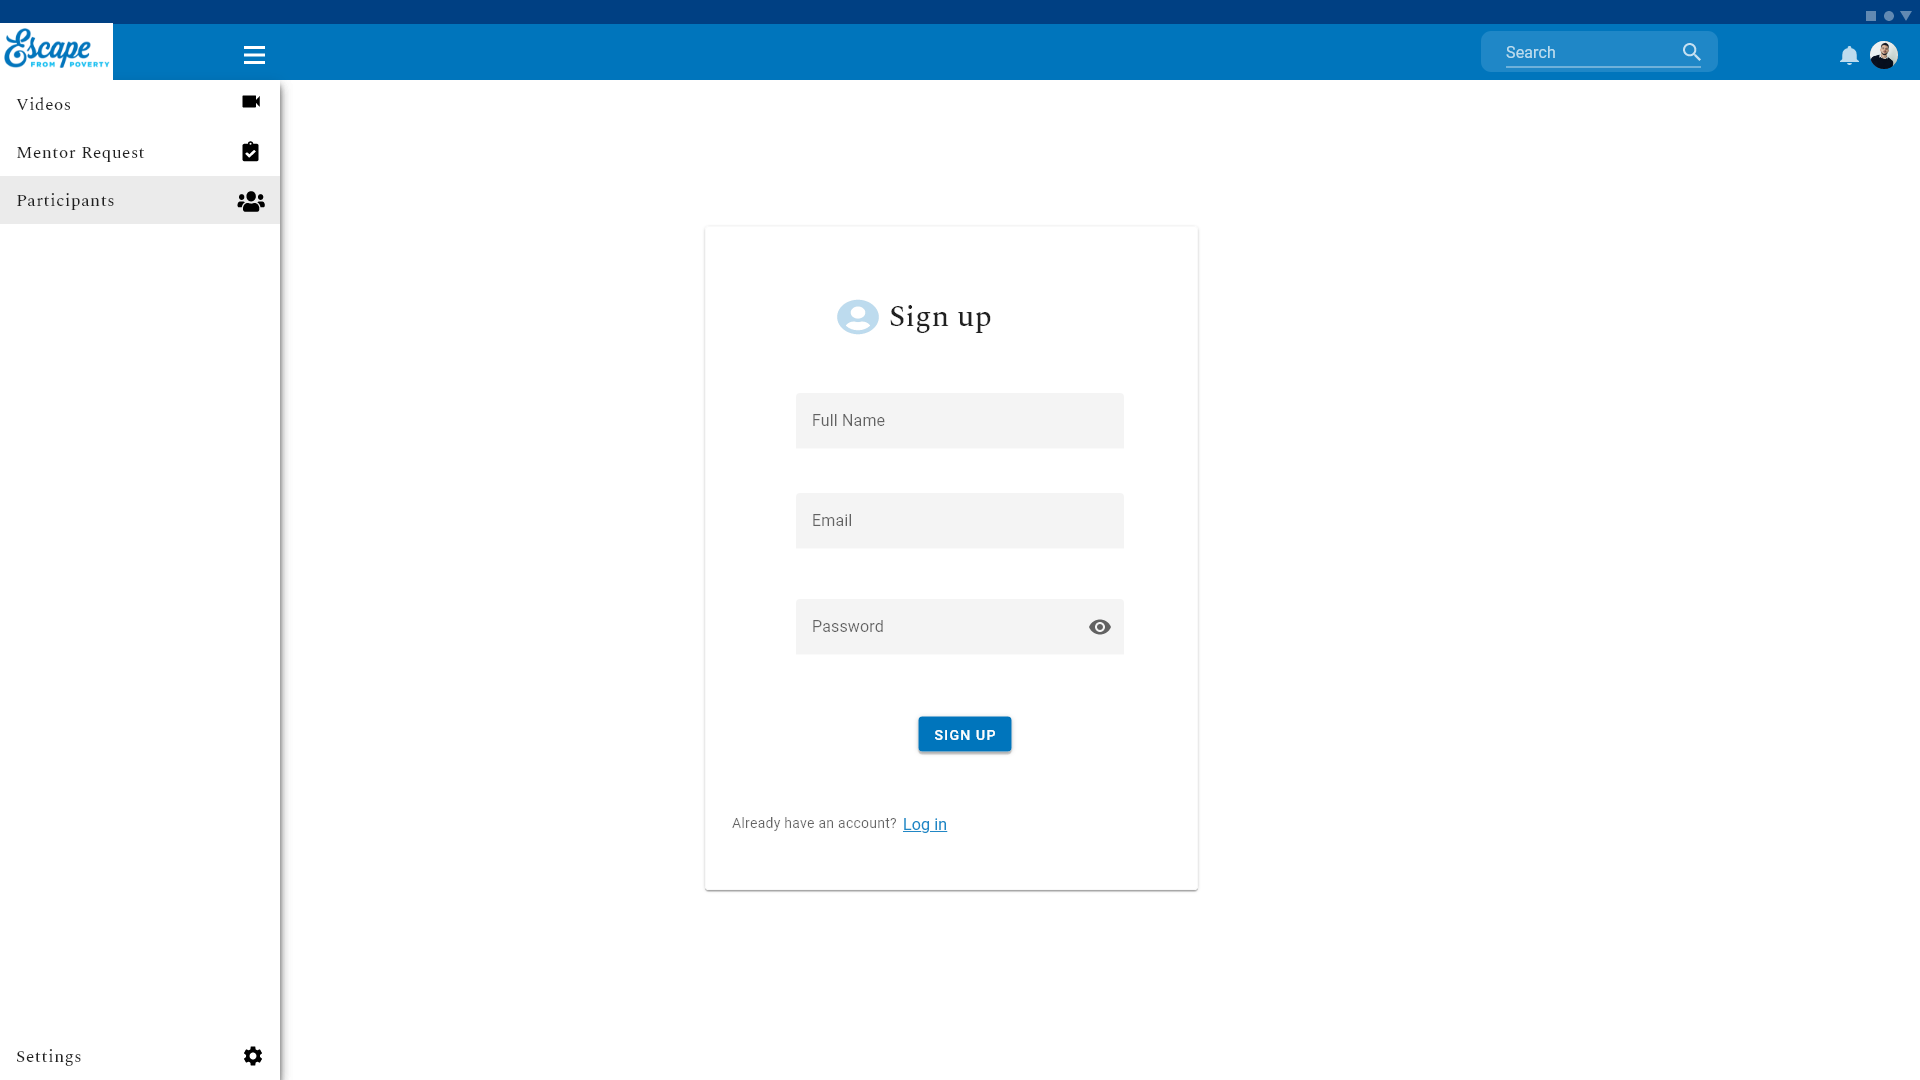 Escape
FROM POVERTY
Search
Videos
Mentor Request
Participants
Sign up
Full Name
Email
Password
SIGN UP
Already have an account? Log in
Settings